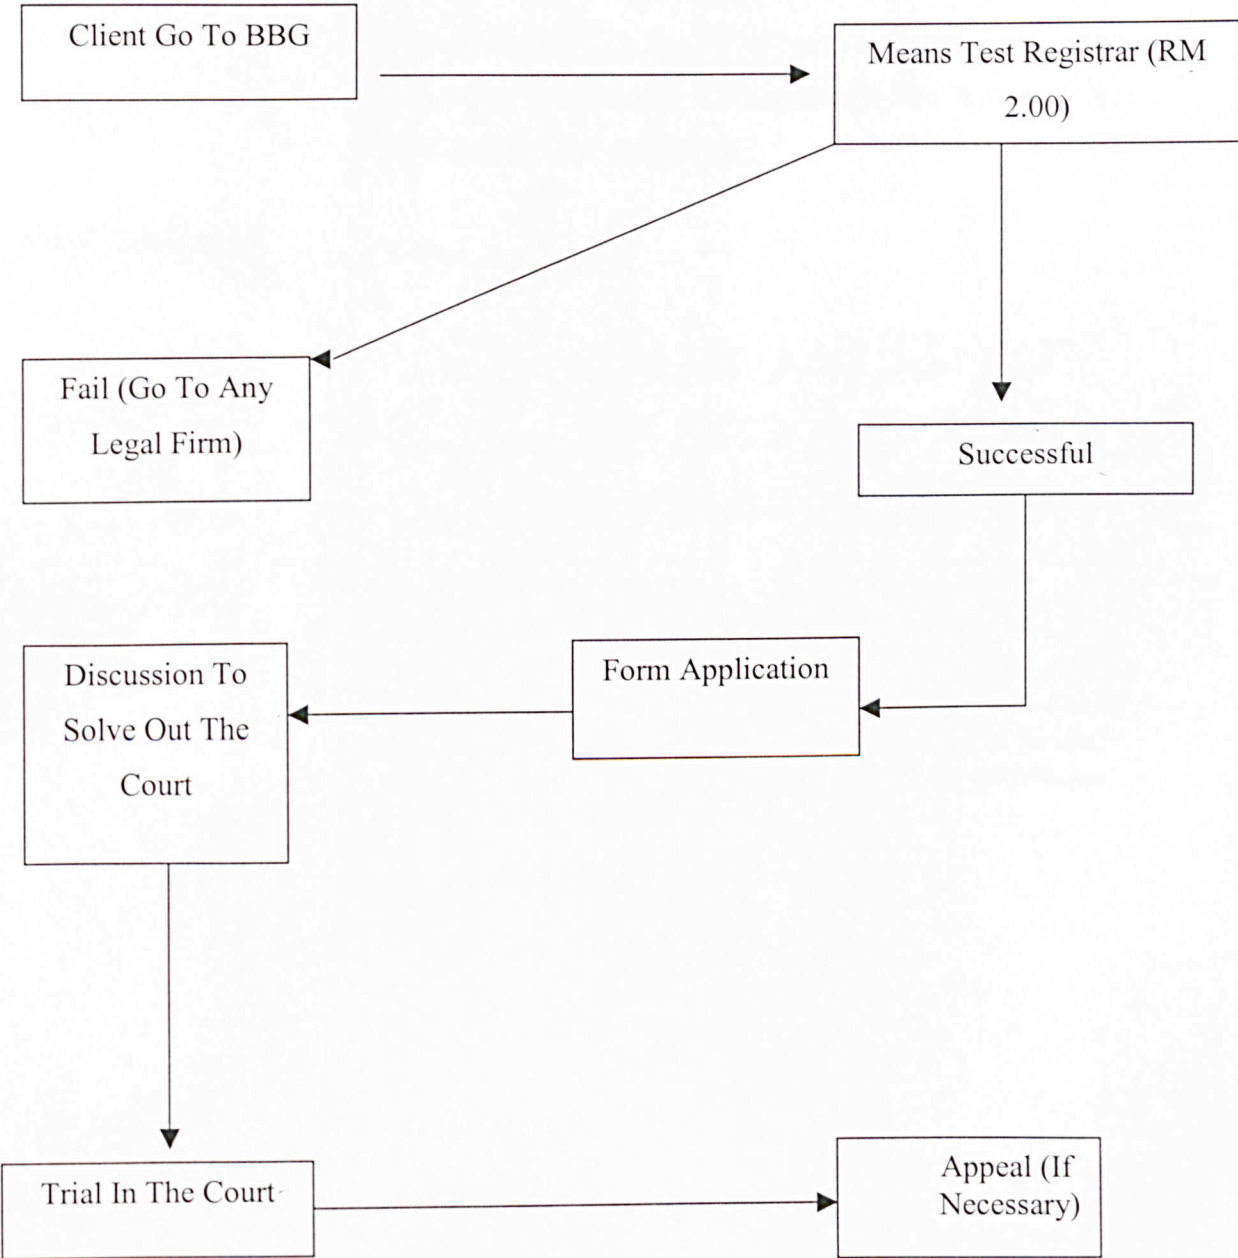 Client Go To BBG
Means Test Registrar (RM
2.00)
Fail (Go To Any
Legal Firm)
Successful
Discussion To
Solve Out The
Court
Form Application
Trial In The Court
Appeal (If
Necessary)